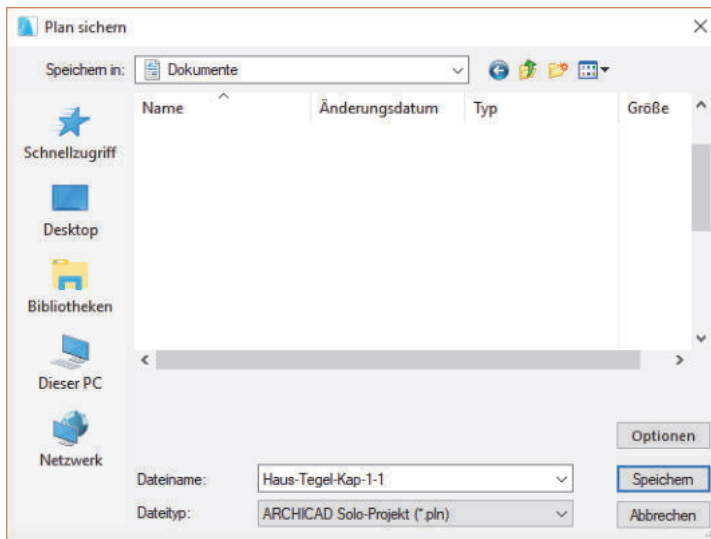 Plan sichern
Speichern in: Dokumente
Name Änderungsdatum Typ Größe
Schnellzugriff
Desktop
Bibliotheken
Dieser PC
Netzwerk
Optionen
Dateiname: Haus-Tegel-Kap-1-1 Speichern
Dateityp: ARCHICAD Solo-Projekt (*.pln) Abbrechen